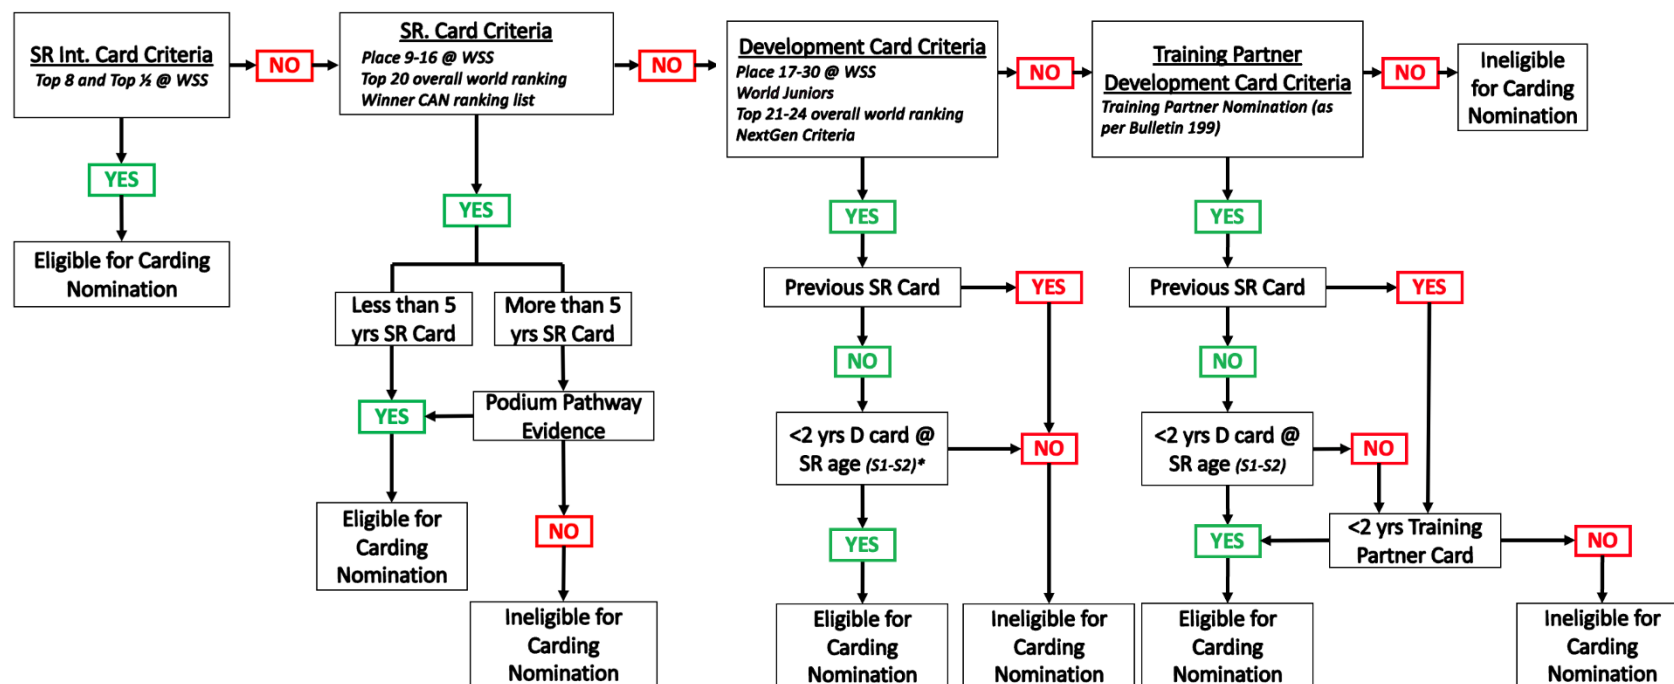 SR Int. Card Criteria
Top 8 and Top ½ @ WSS
NO
SR. Card Criteria
Place 9-16 @ WSS
Top 20 overall world ranking
Winner CAN ranking list
NO
Development Card Criteria
Place 17-30 @ WSS
World Juniors
Top 21-24 overall world ranking
NextGen Criteria
NO
Training Partner
Development Card Criteria
Training Partner Nomination (as
per Bulletin 199)
NO
Ineligible
for Carding
Nomination
YES
Eligible for Carding
Nomination
YES
Less than 5
yrs SR Card
More than 5
yrs SR Card
YES
Podium Pathway
Evidence
Eligible for
Carding
Nomination
NO
Ineligible for
Carding
Nomination
YES
Previous SR Card
YES
NO
<2 yrs D card @
SR age (S1-S2)*
NO
YES
Eligible for
Carding
Nomination
Ineligible for
Carding
Nomination
YES
Previous SR Card
YES
NO
<2 yrs D card @
SR age (S1-S2)
NO
YES
<2 yrs Training
Partner Card
NO
Eligible for
Carding
Nomination
Ineligible for
Carding
Nomination